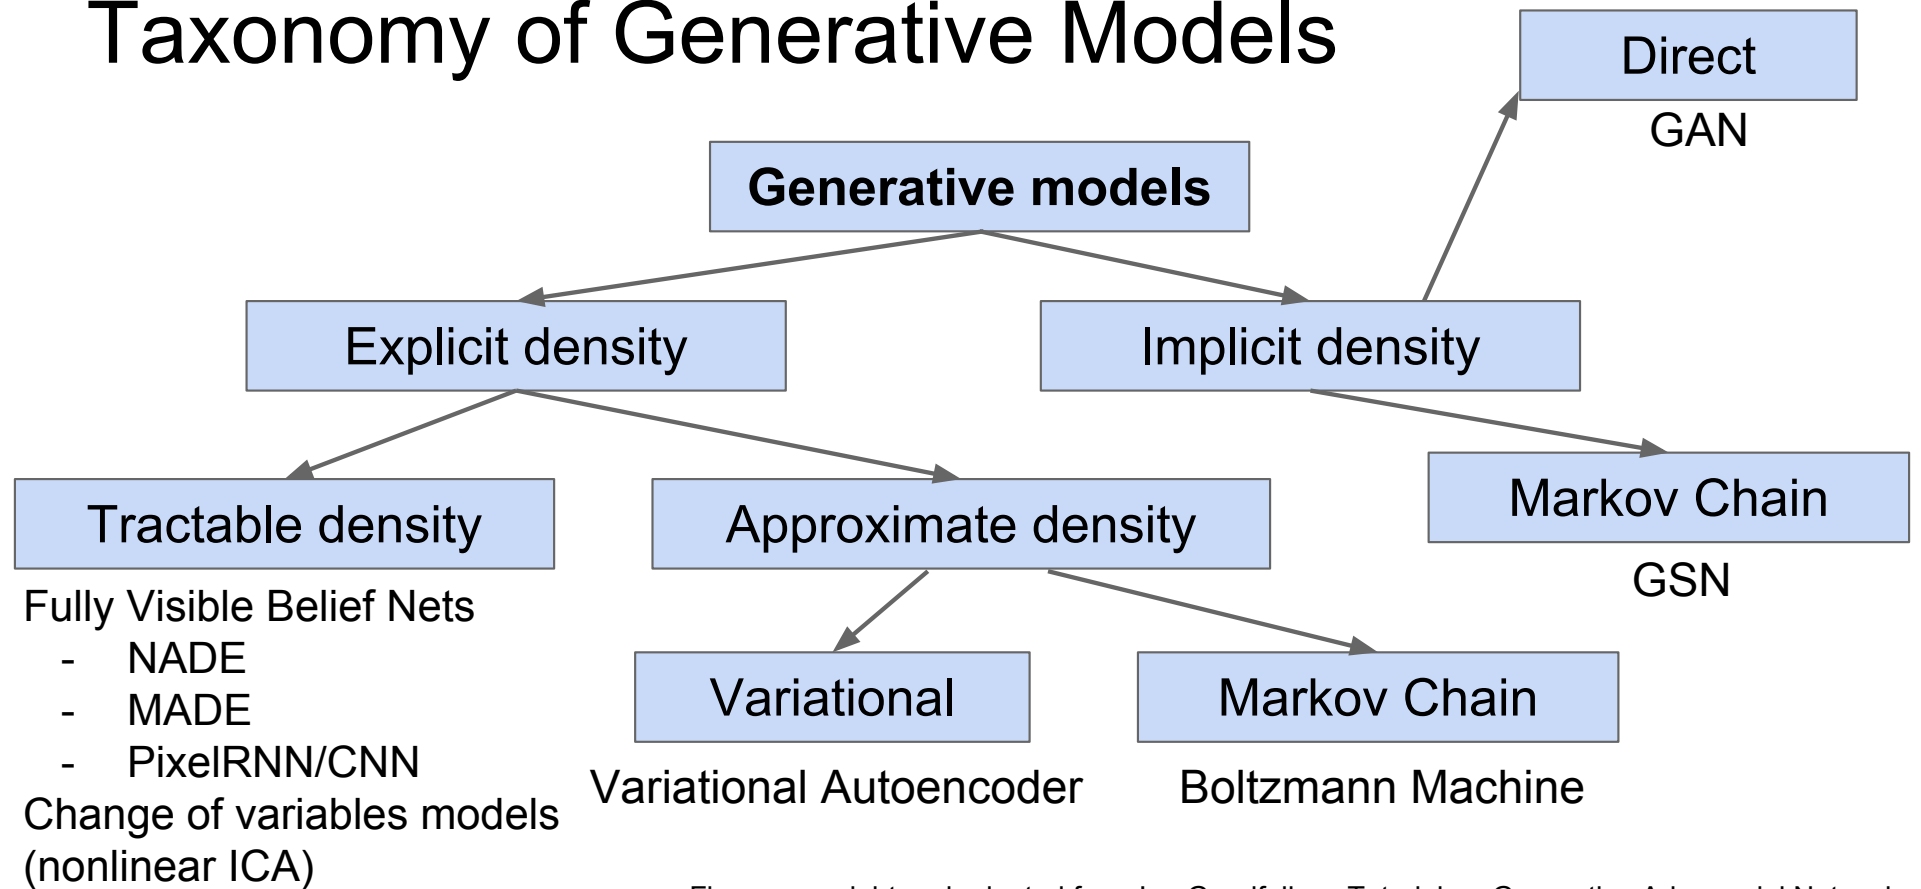 Taxonomy of Generative Models
Direct
GAN
Generative models
Explicit density
Implicit density
Tractable density
Approximate density
Markov Chain
GSN
Fully Visible Belief Nets
- NADE
- MADE
- PixelRNN/CNN
Change of variables models
(nonlinear ICA)
Variational
Variational Autoencoder
Markov Chain
Boltzmann Machine